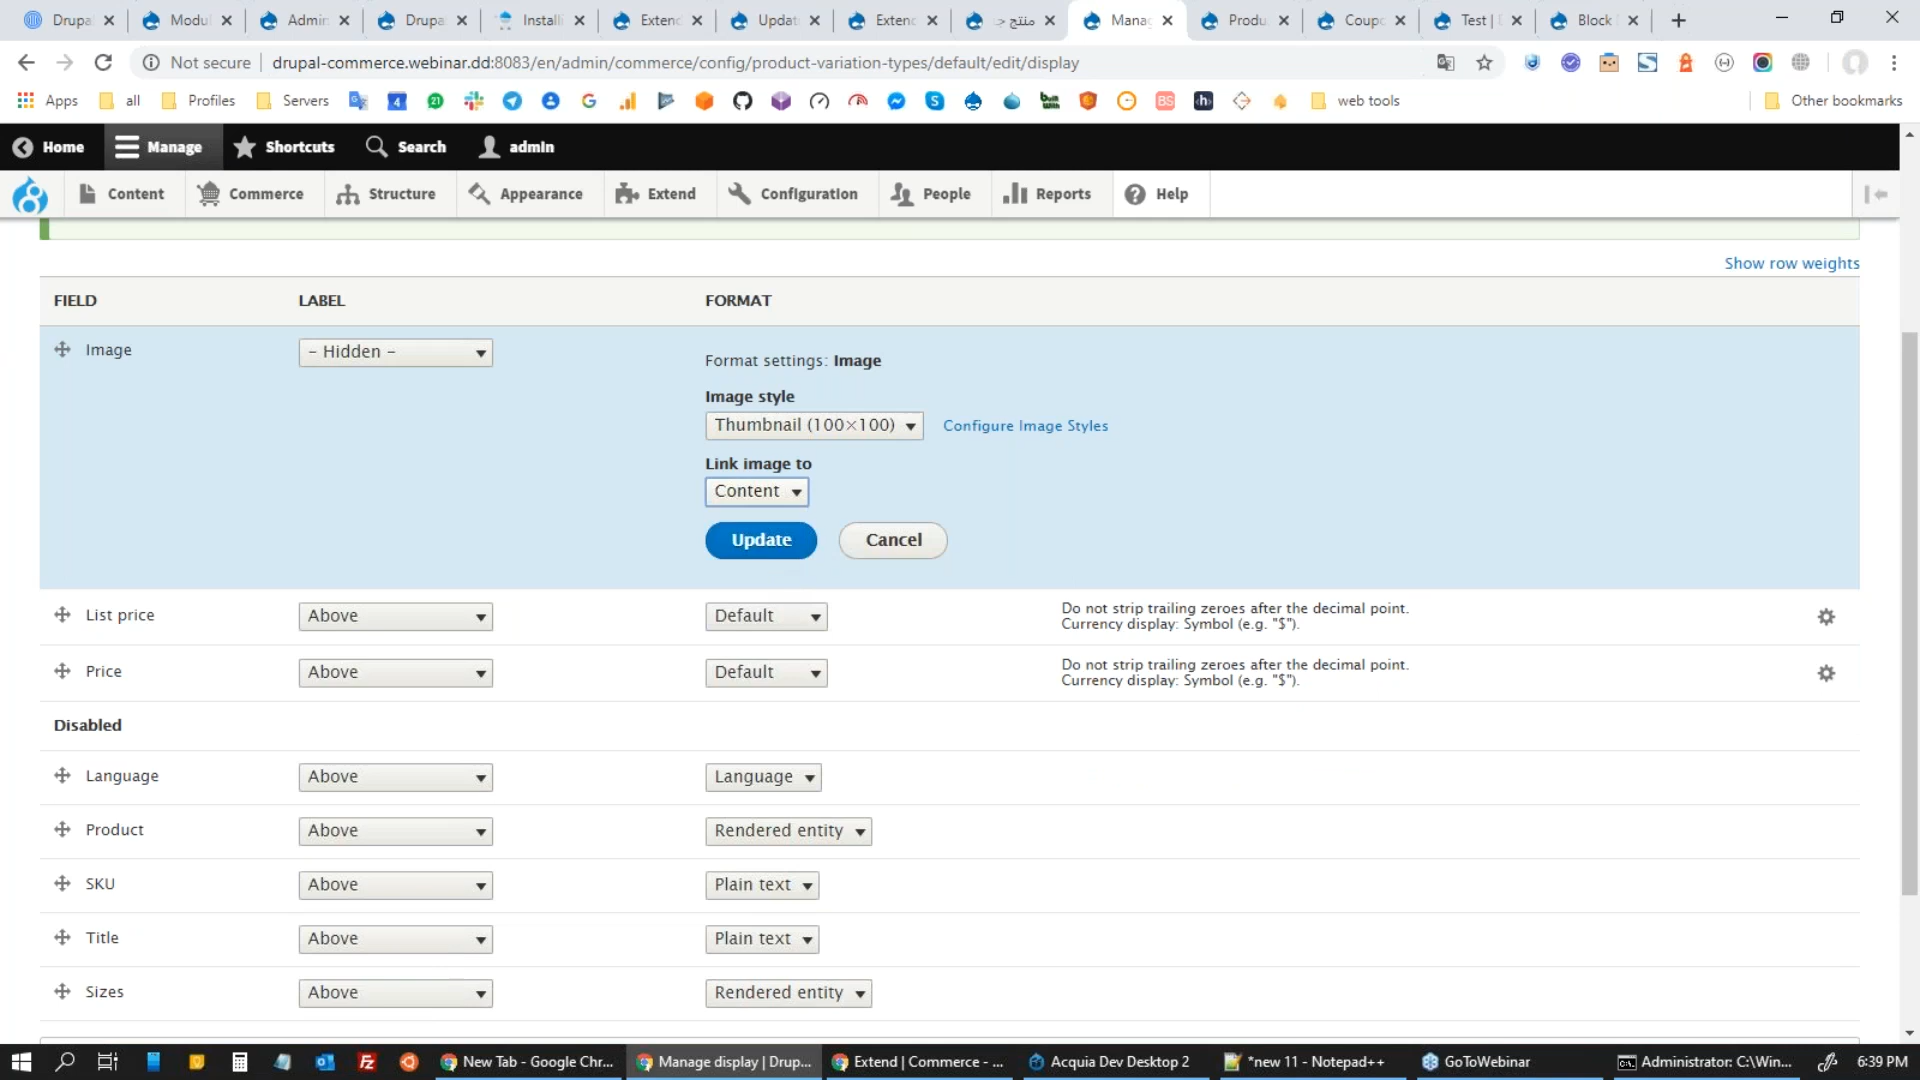 Drupa
Modul
Admin
Drupa
Installi
Extend
Updat
Extend
منتج ج
Manag
Produ
Coupo
Test |
Block
Not secure
drupal-commerce.webinar.dd:8083/en/admin/commerce/config/product-variation-types/default/edit/display
Apps
all
Profiles
Servers
web tools
Other bookmarks
Home
Manage
Shortcuts
Search
admin
Content
Commerce
Structure
Appearance
Extend
Configuration
People
Reports
Help
Show row weights
FIELD
LABEL
FORMAT
Image
- Hidden -
Format settings: Image
Image style
Thumbnail (100×100)
Configure Image Styles
Link image to
Content
Update
Cancel
List price
Above
Default
Do not strip trailing zeroes after the decimal point.
Currency display: Symbol (e.g. "$").
Price
Above
Default
Do not strip trailing zeroes after the decimal point.
Currency display: Symbol (e.g. "$").
Disabled
Language
Above
Language
Product
Above
Rendered entity
SKU
Above
Plain text
Title
Above
Plain text
Sizes
Above
Rendered entity
New Tab - Google Chr...
Manage display | Drup...
Extend | Commerce - ...
Acquia Dev Desktop 2
*new 11 - Notepad++
GoToWebinar
Administrator: C:\Win...
6:39 PM